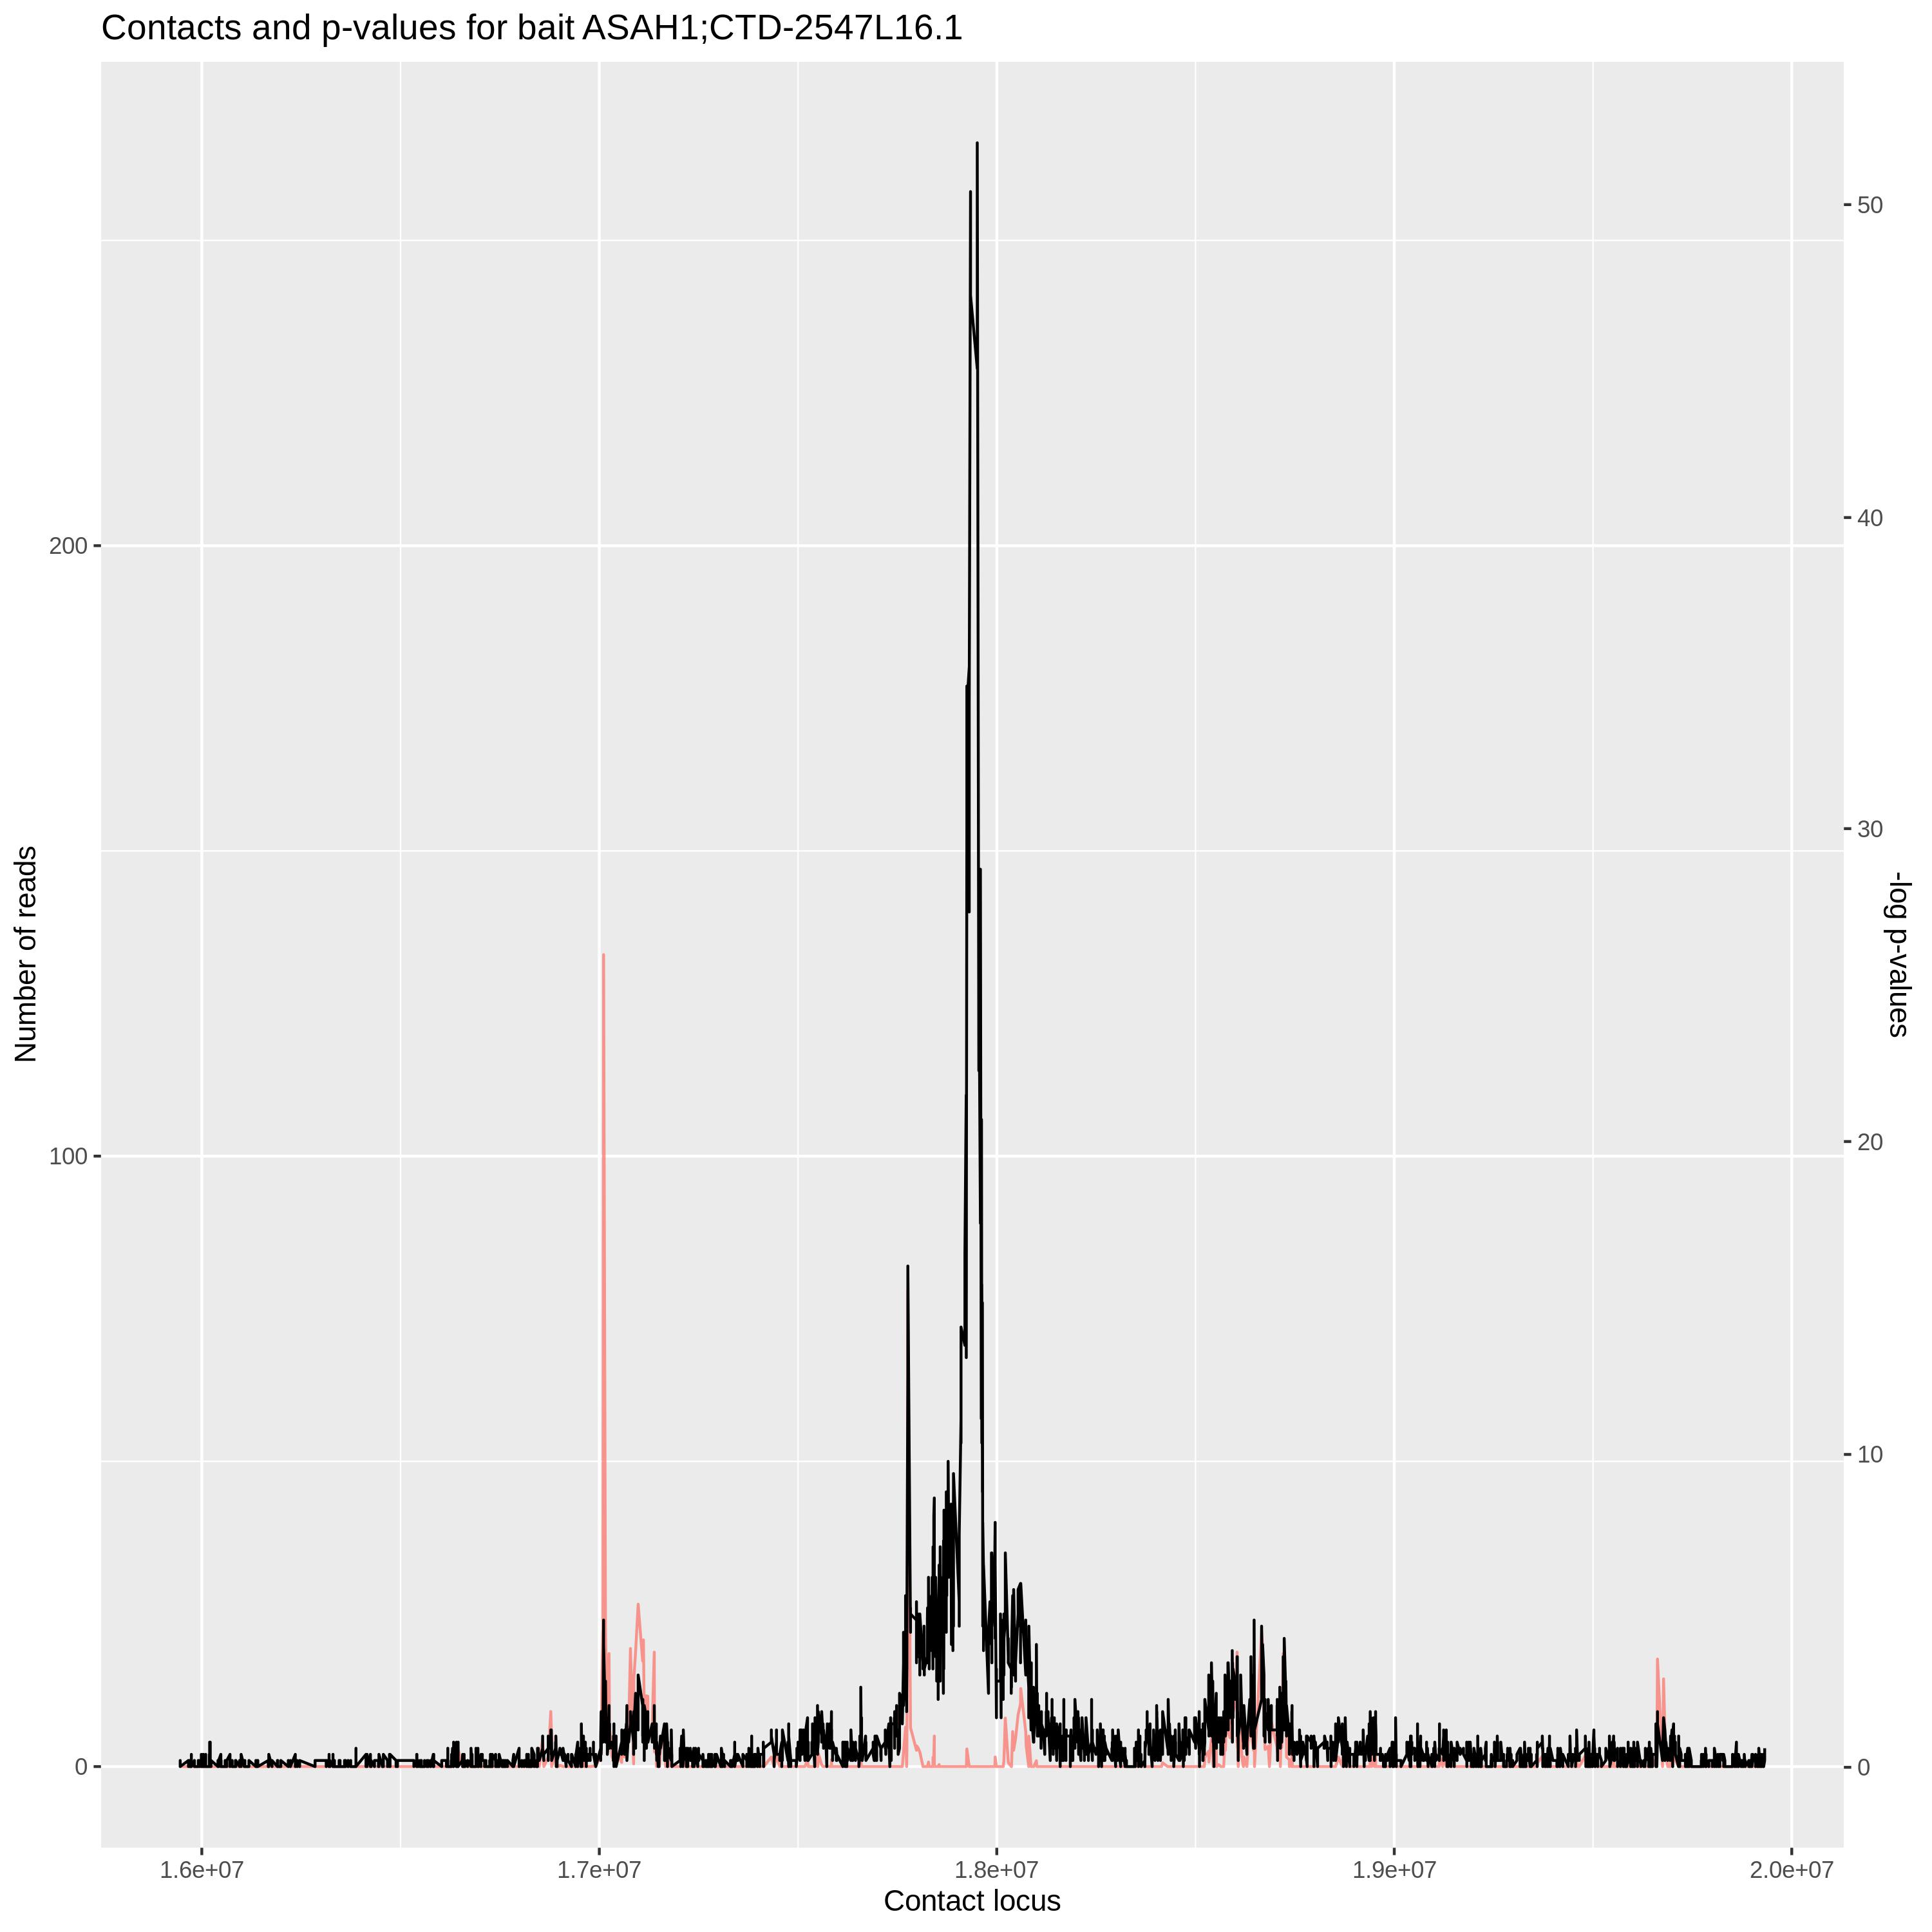 Contacts and p-values for bait ASAH1;CTD-2547L16.1
Number of reads
200
100
0
50
40
30
20
10
0
-log p-values
1.6e+07
1.7e+07
1.8e+07
1.9e+07
2.0e+07
Contact locus